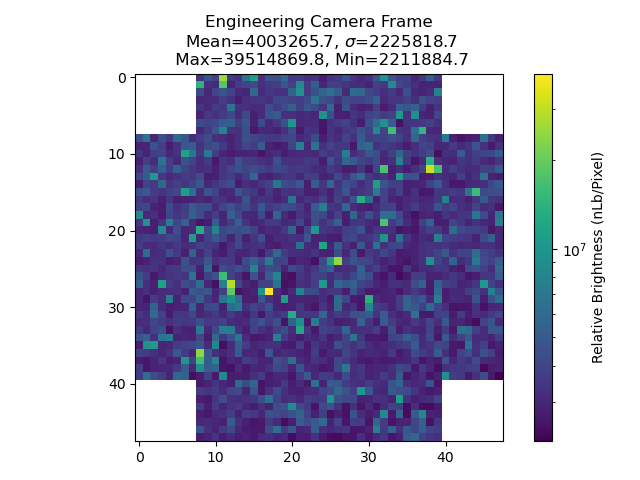 Engineering Camera Frame
Mean=4003265.7, σ=2225818.7
Max=39514869.8, Min=2211884.7
0
10
20
30
40
0
10
20
30
40
10⁷
Relative Brightness (nLb/Pixel)